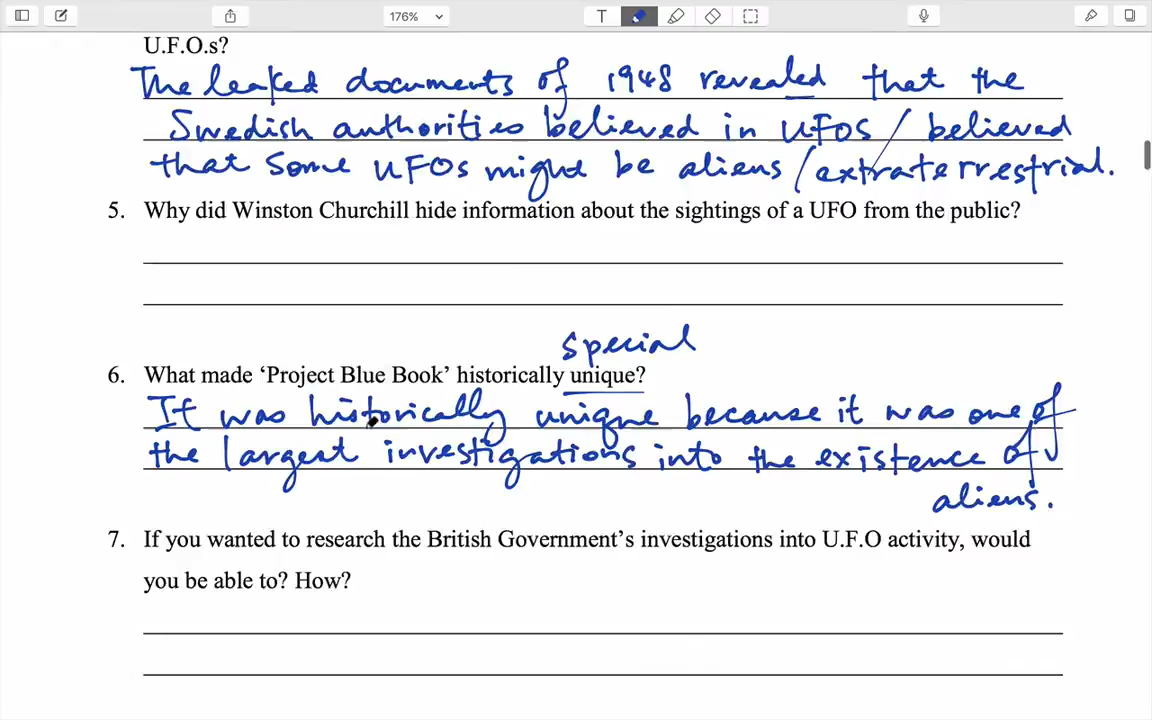 176%
T
U.F.O.s?
The leaked documents of 1948 revealed that the
Swedish authorities believed in UFOS / believed
that some UFOs might be aliens / extraterrestrial.
5. Why did Winston Churchill hide information about the sightings of a UFO from the public?
special
6. What made ‘Project Blue Book’ historically unique?
It was historically unique because it was one of
the largest investigations into the existence of
aliens.
7. If you wanted to research the British Government’s investigations into U.F.O activity, would
you be able to? How?